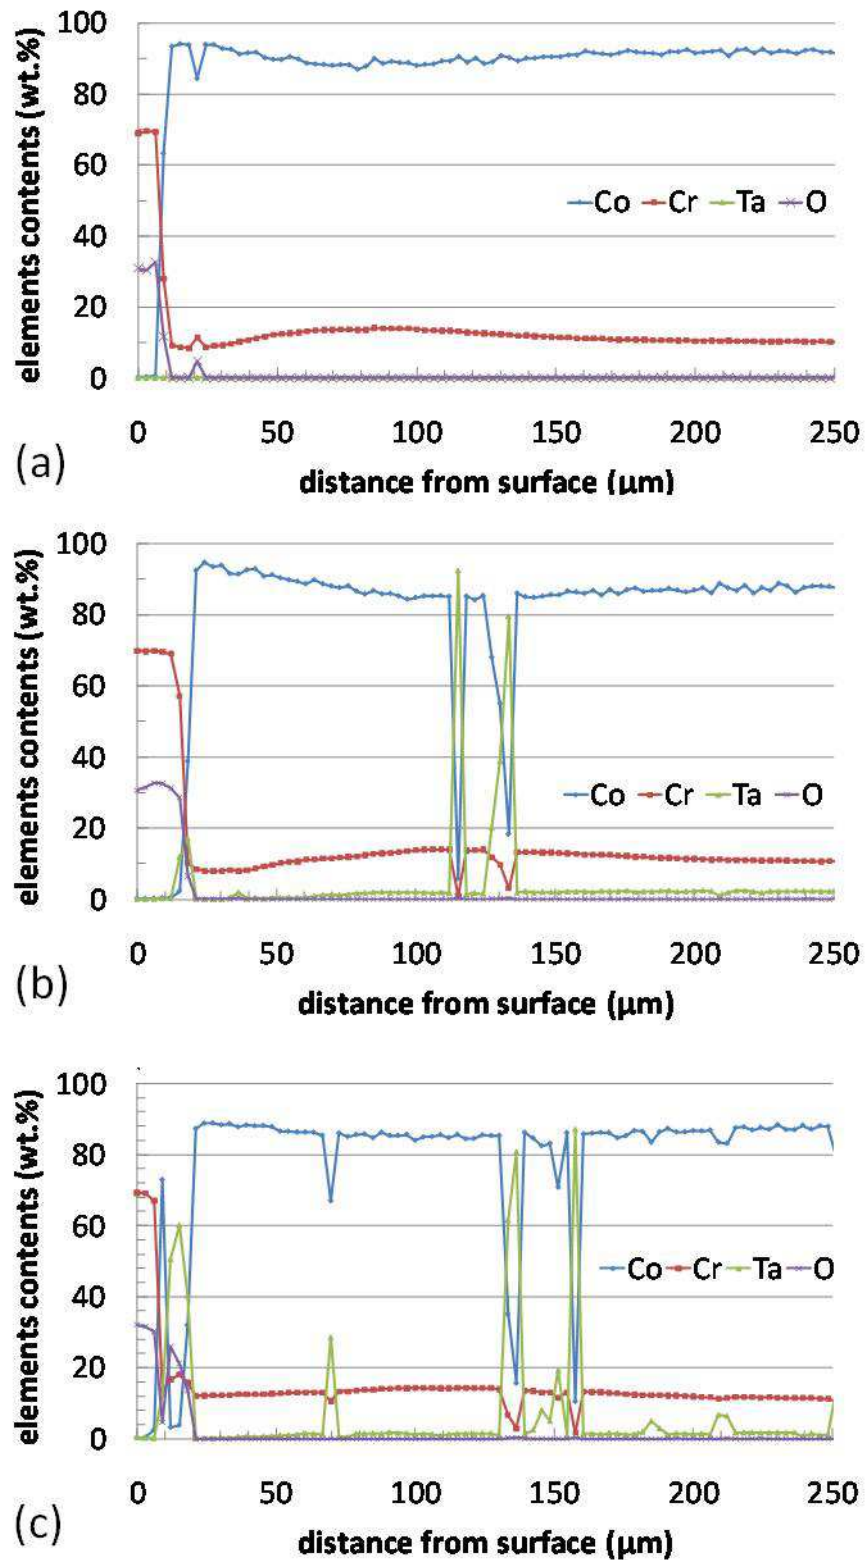 100
80
60
40
20
0
elements contents (wt.%)
Co Cr Ta O
0 50 100 150 200 250
distance from surface (µm)
(a)
100
80
60
40
20
0
elements contents (wt.%)
Co Cr Ta O
0 50 100 150 200 250
distance from surface (µm)
(b)
100
80
60
40
20
0
elements contents (wt.%)
Co Cr Ta O
0 50 100 150 200 250
distance from surface (µm)
(c)